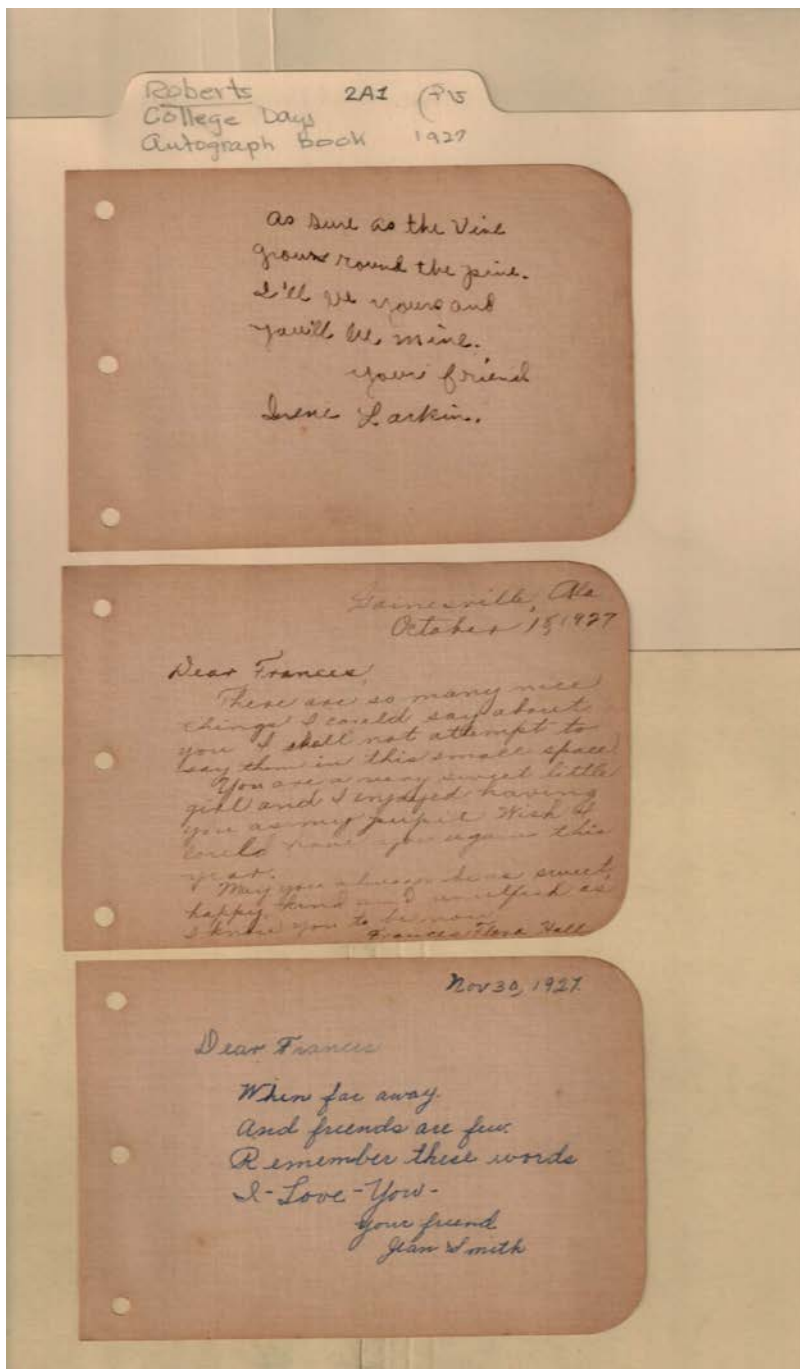 Roberts 2A1
College Days
Autograph Book 1927
As sure as the Vine
grows 'round the pine.
I'll be yours and
you'll be mine.
your friend
Irene Larkin.
Gainesville, Ala
October 15, 1927
Dear Frances,
There are so many nice
things I could say about
you I shall not attempt to
say them in this small space.
You are a very sweet little
girl and I enjoyed having
you as my pupil. Wish I
could have you again this
year.
May you always be as sweet,
happy, kind and unselfish as
I know you to be now.
Frances Flora Hall
Nov 30, 1927.
Dear Frances
When far away.
And friends are few.
Remember these words
I-Love-You-
your friend
Jean Smith